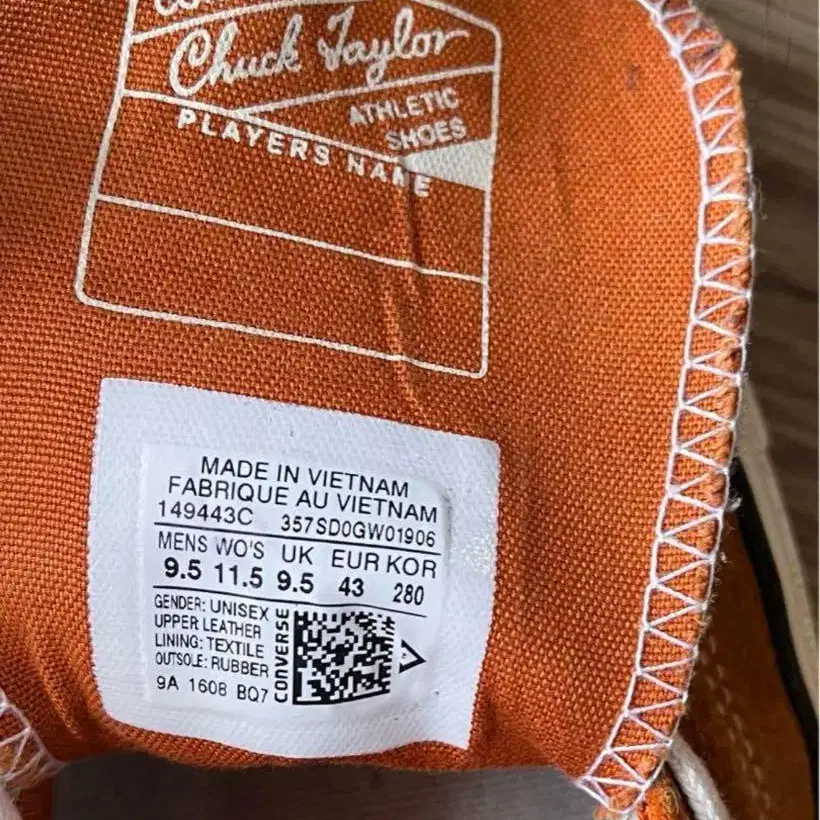 Chuck Taylor
ATHLETIC
SHOES
PLAYERS NAME
MADE IN VIETNAM
FABRIQUE AU VIETNAM
149443C 357SD0GW01906
MENS WO'S UK EUR KOR
9.5 11.5 9.5 43 280
GENDER: UNISEX
UPPER LEATHER
LINING: TEXTILE
OUTSOLE: RUBBER
9A 1608 BQ7
CONVERSE